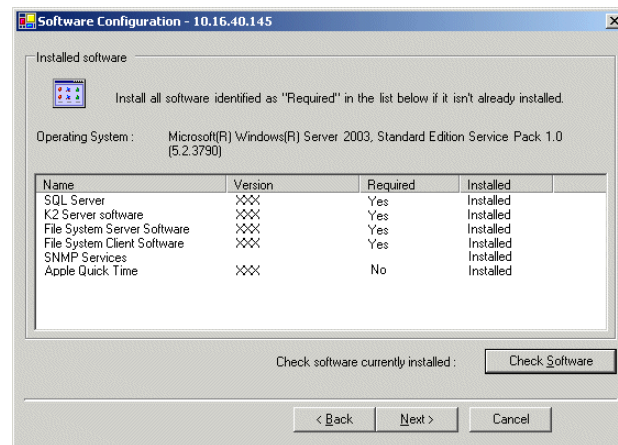 Software Configuration - 10.16.40.145
Installed software
Install all software identified as "Required" in the list below if it isn't already installed.
Operating System : Microsoft(R) Windows(R) Server 2003, Standard Edition Service Pack 1.0
(5.2.3790)
Name Version Required Installed
SQL Server XXX Yes Installed
K2 Server software XXX Yes Installed
File System Server Software XXX Yes Installed
File System Client Software XXX Yes Installed
SNMP Services Installed
Apple Quick Time XXX No Installed
Check software currently installed : Check Software
< Back Next > Cancel